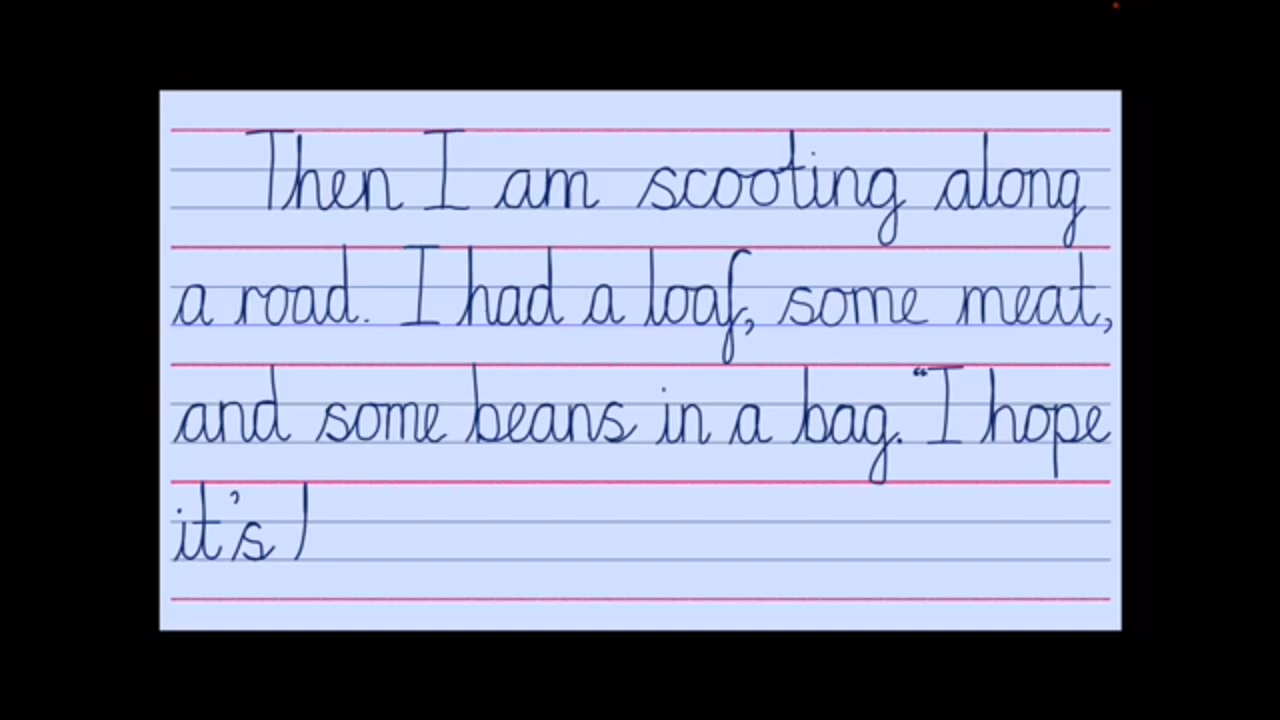 Then I am scooting along
a road. I had a loaf, some meat,
and some beans in a bag. “I hope
it’s